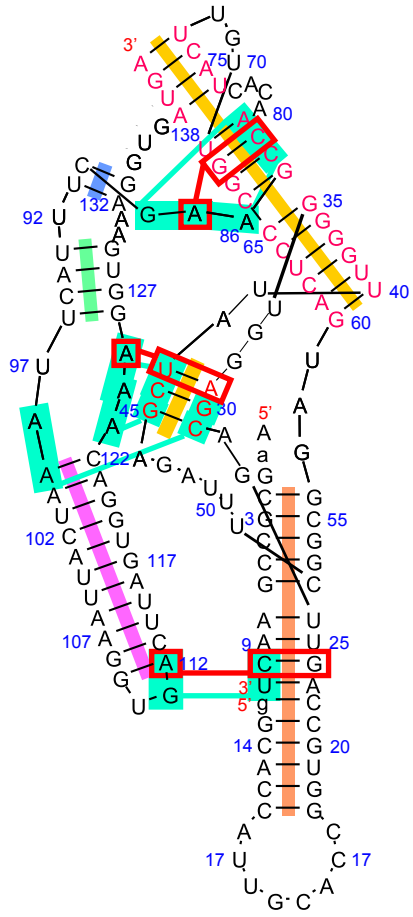 U
U G
3' C U
A 75 70
A
G U C A C
U A 80
A A
U 138 C
G U C
C G G G
U A G G
132 G A A C 35
92 U A 86 C G
U A 65 C G
A U U G
C G C U
U 127 G A U 40
U A U G 60
97 U A U G U
A C A G A
A A 45 G G 30 5' A
A C A A G
A 122 C A G a G
102 U A G U U G C 55
C G U 50 U 3 G C
A U G C G
U A 117 C C
U U G
A U A U
107 A C 9 A U 25
G A 112 C G
G G 3' U A
U 5' g C
14 G C
C G 20
A U
C G
C G
A C
17 U C 17
U A
G C